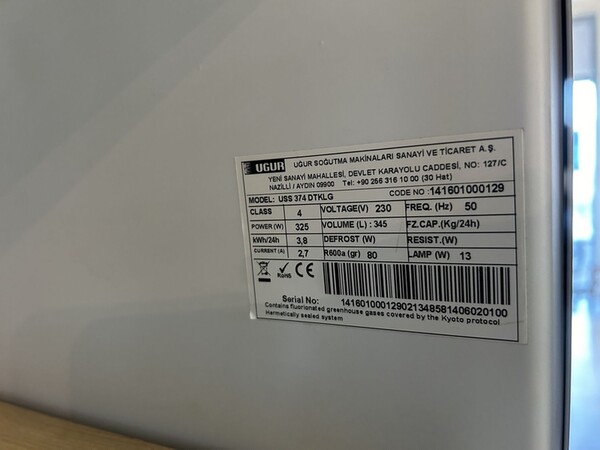 UĞUR UĞUR SOĞUTMA MAKİNALARI SANAYİ VE TİCARET A.Ş.
YENİ SANAYİ MAHALLESİ, DEVLET KARAYOLU CADDESİ, NO: 127/C
NAZİLLİ / AYDIN 09900 Tel: +90 256 316 10 00 (30 Hat)
MODEL: USS 374 DTKLG CODE NO :141601000129
CLASS 4 VOLTAGE(V) 230 FREQ. (Hz) 50
POWER (W) 325 VOLUME (L) : 345 FZ.CAP.(Kg/24h)
kWh/24h 3,8 DEFROST (W) RESIST.(W)
CURRENT (A) 2,7 R600a (gr) 80 LAMP (W) 13
RoHS CE
Serial No: 141601000129021348581406020100
Contains fluorionated greenhouse gases covered by the Kyoto protocol
Hermetically sealed system